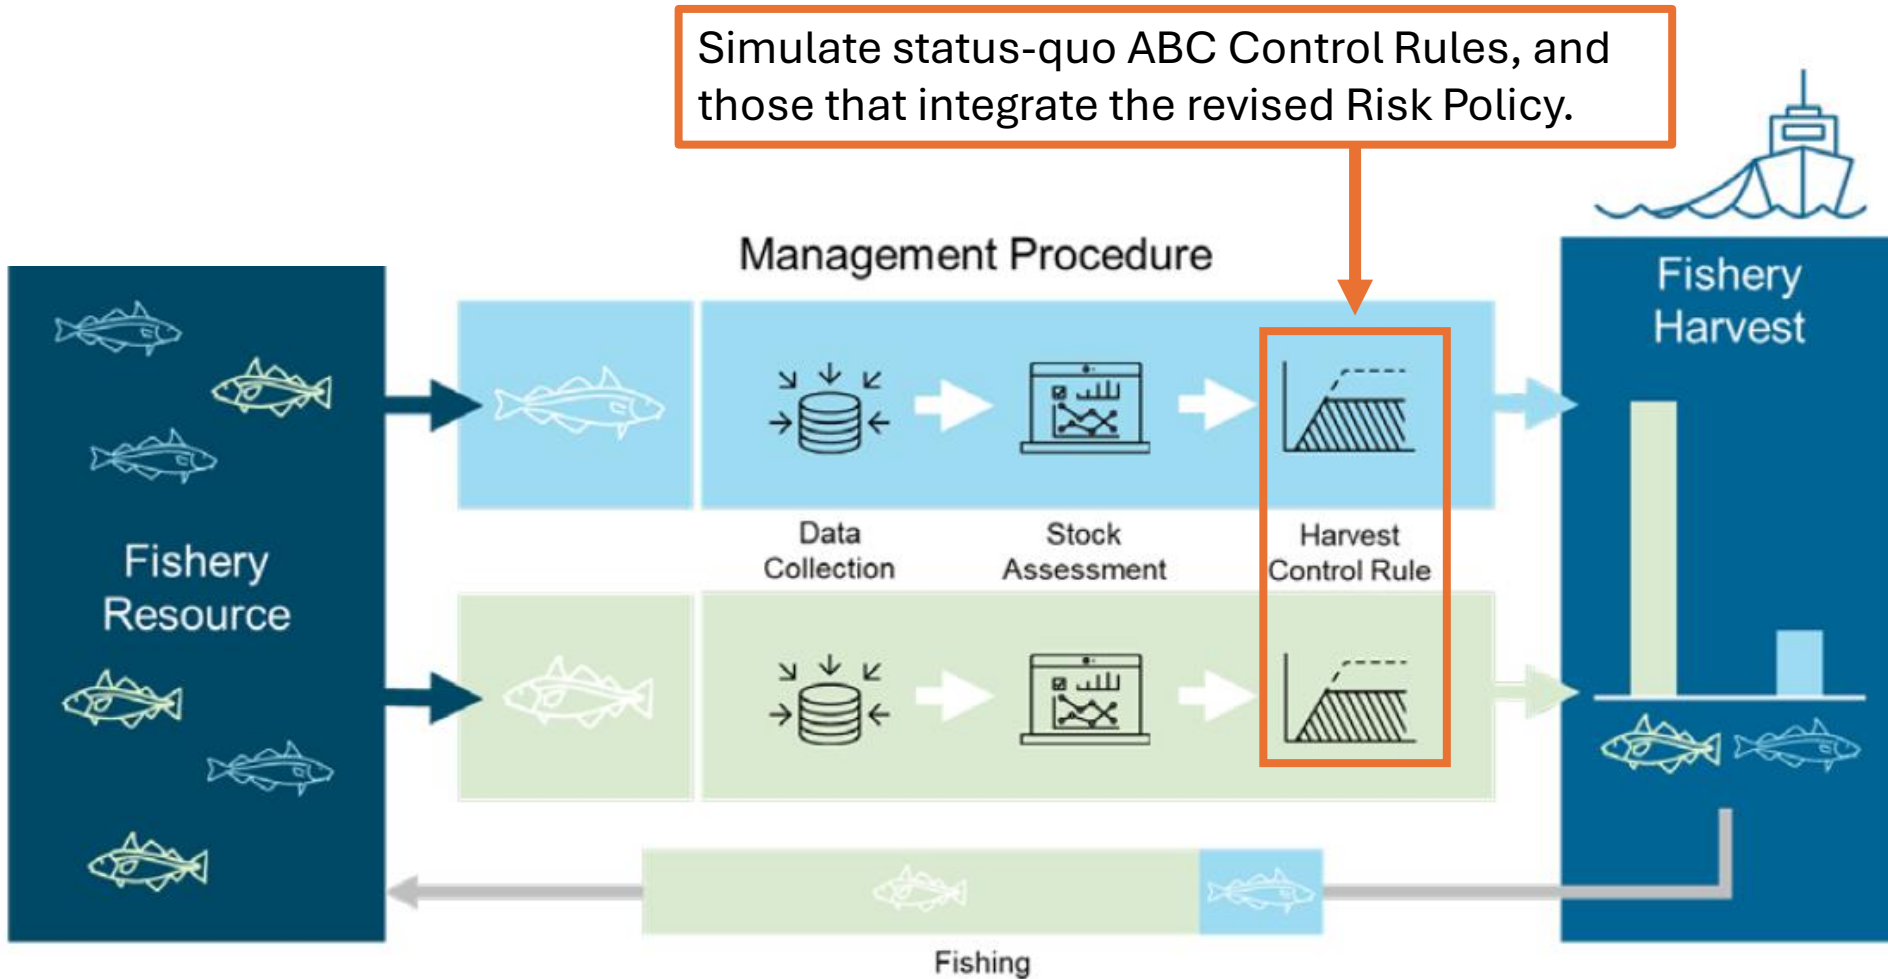 Simulate status-quo ABC Control Rules, and
those that integrate the revised Risk Policy.
Management Procedure
Fishery
Harvest
Fishery
Resource
Data
Collection
Stock
Assessment
Harvest
Control Rule
Fishing